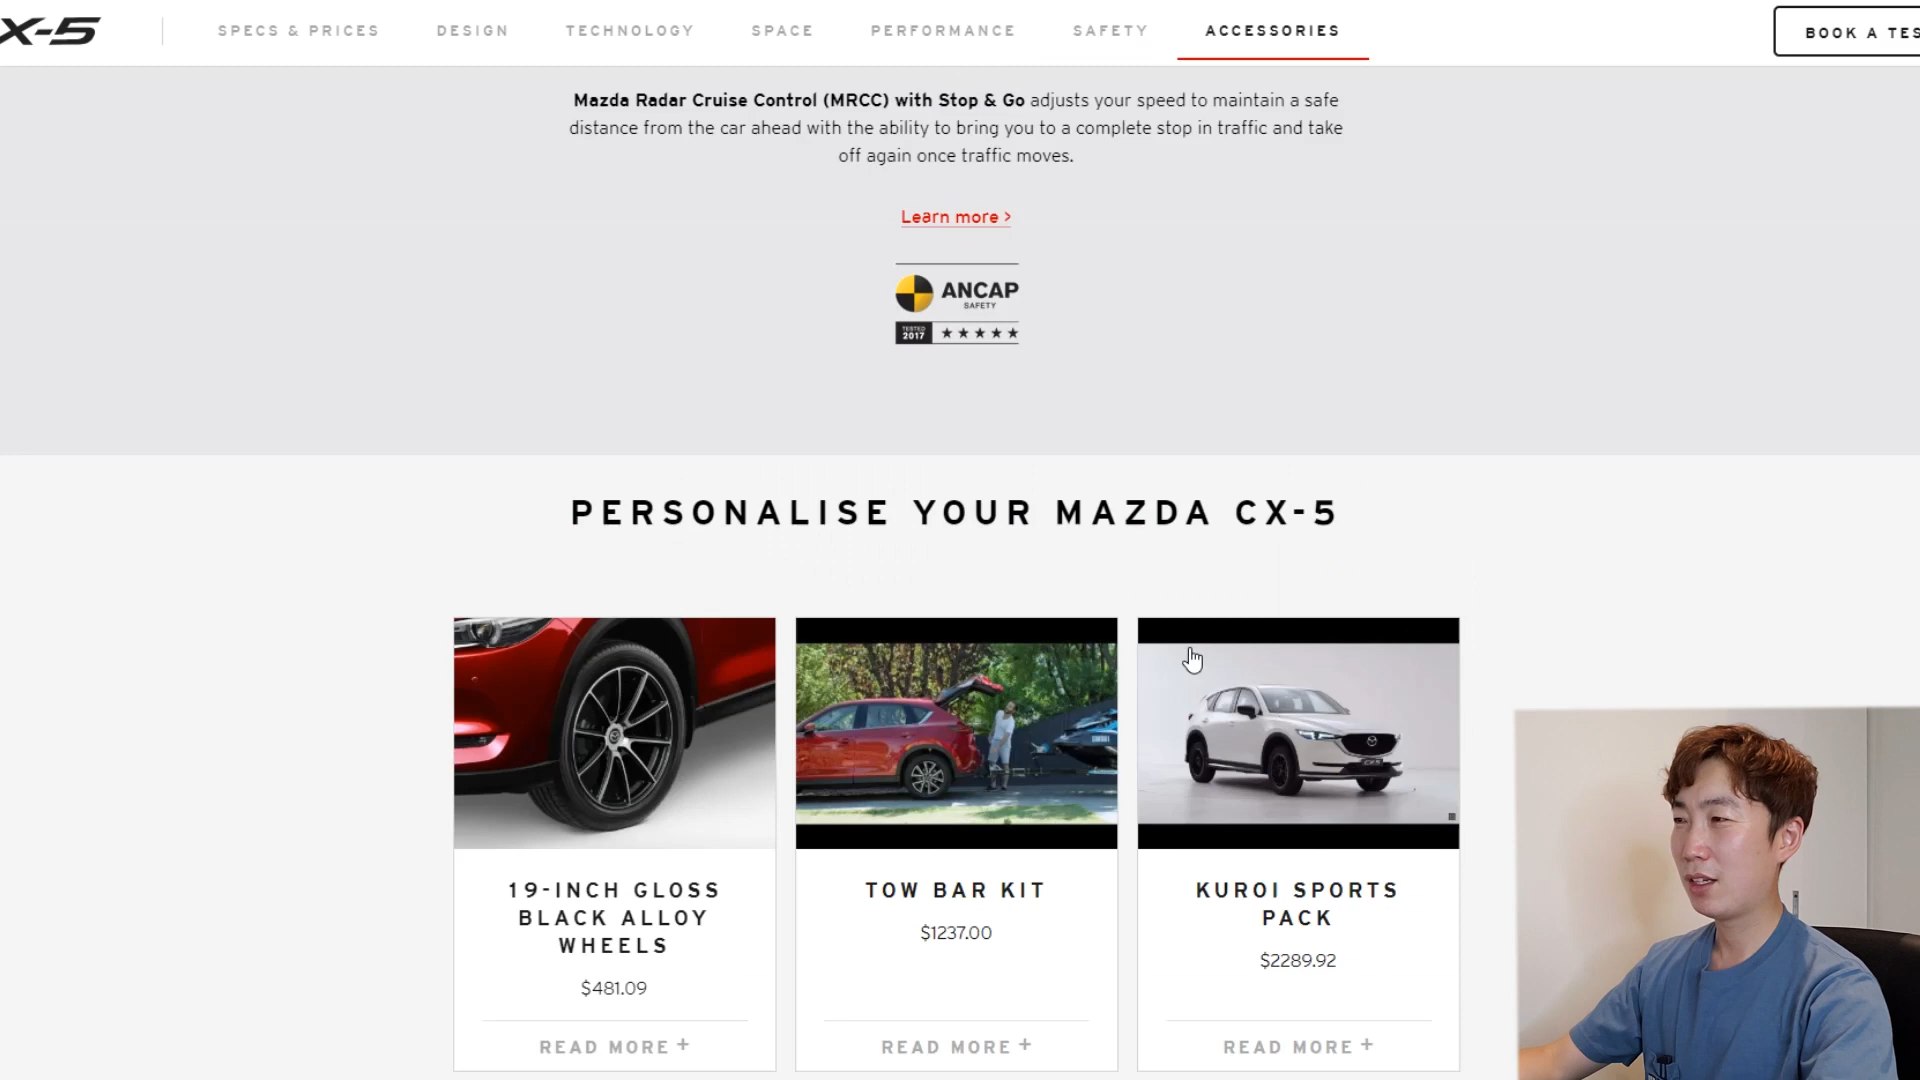 X-5
SPECS & PRICES
DESIGN
TECHNOLOGY
SPACE
PERFORMANCE
SAFETY
ACCESSORIES
BOOK A TES
Mazda Radar Cruise Control (MRCC) with Stop & Go adjusts your speed to maintain a safe
distance from the car ahead with the ability to bring you to a complete stop in traffic and take
off again once traffic moves.
Learn more >
ANCAP
SAFETY
TESTED
2017
PERSONALISE YOUR MAZDA CX-5
19-INCH GLOSS
BLACK ALLOY
WHEELS
$481.09
READ MORE +
TOW BAR KIT
$1237.00
READ MORE +
KUROI SPORTS
PACK
$2289.92
READ MORE +